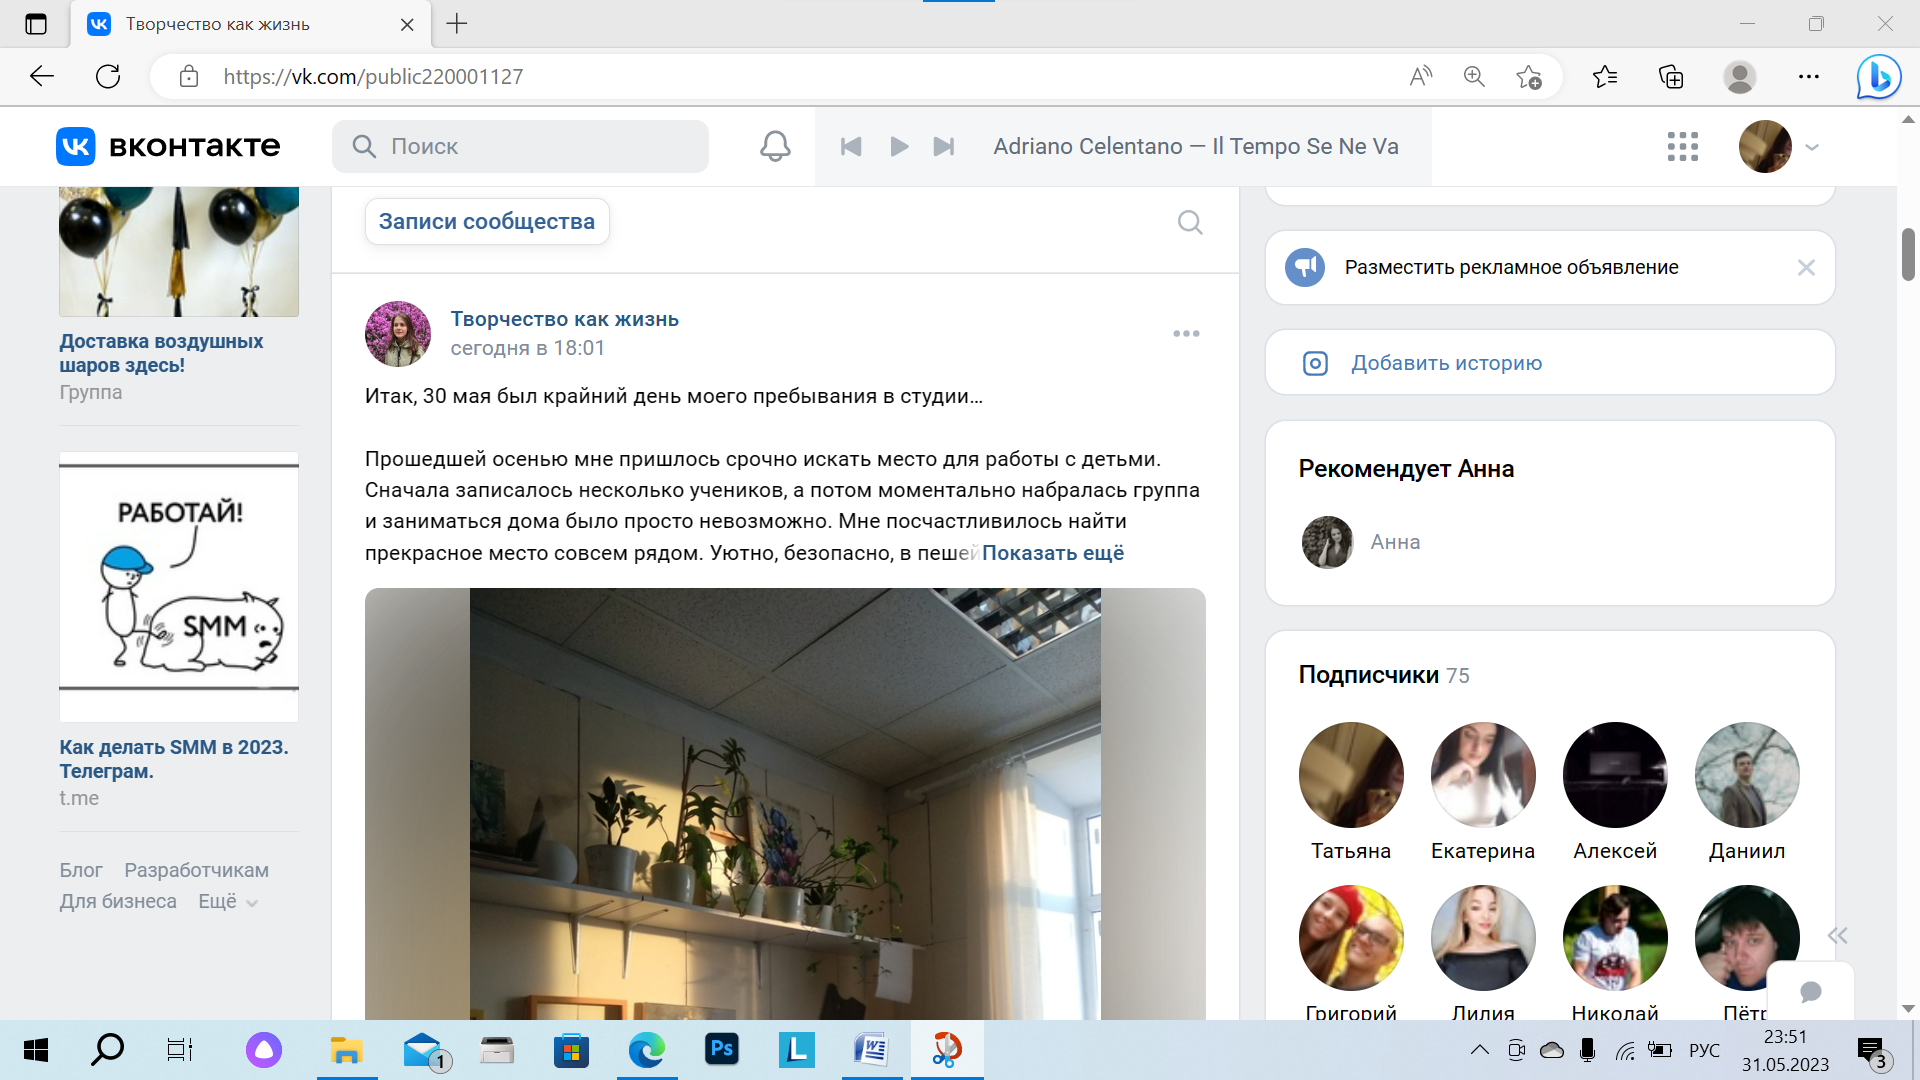 Творчество как жизнь
https://vk.com/public220001127
вконтакте
Поиск
Adriano Celentano — Il Tempo Se Ne Va
Доставка воздушных
шаров здесь!
Группа
РАБОТАЙ!
SMM
Как делать SMM в 2023.
Телеграм.
t.me
Блог Разработчикам
Для бизнеса Ещё
Записи сообщества
Творчество как жизнь
сегодня в 18:01
Итак, 30 мая был крайний день моего пребывания в студии...
Прошедшей осенью мне пришлось срочно искать место для работы с детьми.
Сначала записалось несколько учеников, а потом моментально набралась группа
и заниматься дома было просто невозможно. Мне посчастливилось найти
прекрасное место совсем рядом. Уютно, безопасно, в пешей Показать ещё
Разместить рекламное объявление
Добавить историю
Рекомендует Анна
Анна
Подписчики 75
Татьяна Екатерина Алексей Даниил
Григорий Лилия Николай Пётр
1
Ps
L
W
РУС
23:51
31.05.2023
3